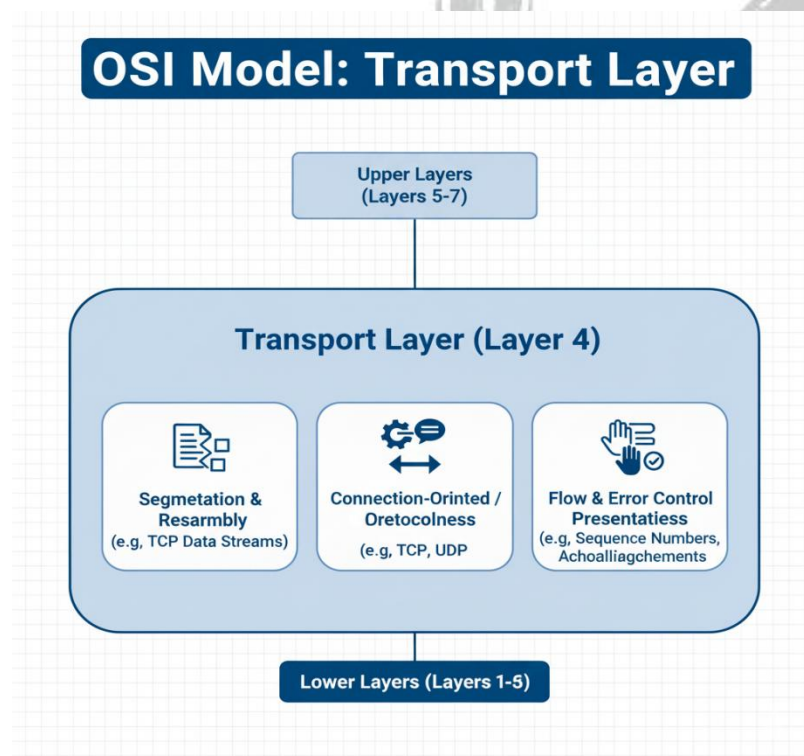 OSI Model: Transport Layer
Upper Layers
(Layers 5-7)
Transport Layer (Layer 4)
Segmetation &
Resarmbly
(e.g, TCP Data Streams)
Connection-Orinted /
Oretocolness
(e.g, TCP, UDP
Flow & Error Control
Presentatiess
(e.g, Sequence Numbers,
Achoalliagchements
Lower Layers (Layers 1-5)